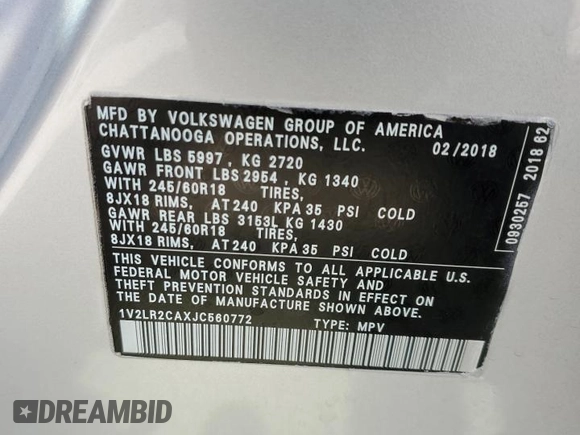 MFD BY VOLKSWAGEN GROUP OF AMERICA
CHATTANOOGA OPERATIONS, LLC. 02/2018
GVWR LBS 5997, KG 2720
GAWR FRONT LBS 2954, KG 1340
WITH 245/60R18 TIRES,
8JX18 RIMS, AT 240 KPA 35 PSI COLD
GAWR REAR LBS 3153L KG 1430
WITH 245/60R18 TIRES,
8JX18 RIMS, AT 240 KPA 35 PSI COLD
THIS VEHICLE CONFORMS TO ALL APPLICABLE U.S.
FEDERAL MOTOR VEHICLE SAFETY AND
THEFT PREVENTION STANDARDS IN EFFECT
ON THE DATE OF MANUFACTURE SHOWN ABOVE.
1V2LR2CAXJC560772 TYPE: MPV
0930257 2018 62
DREAMBID